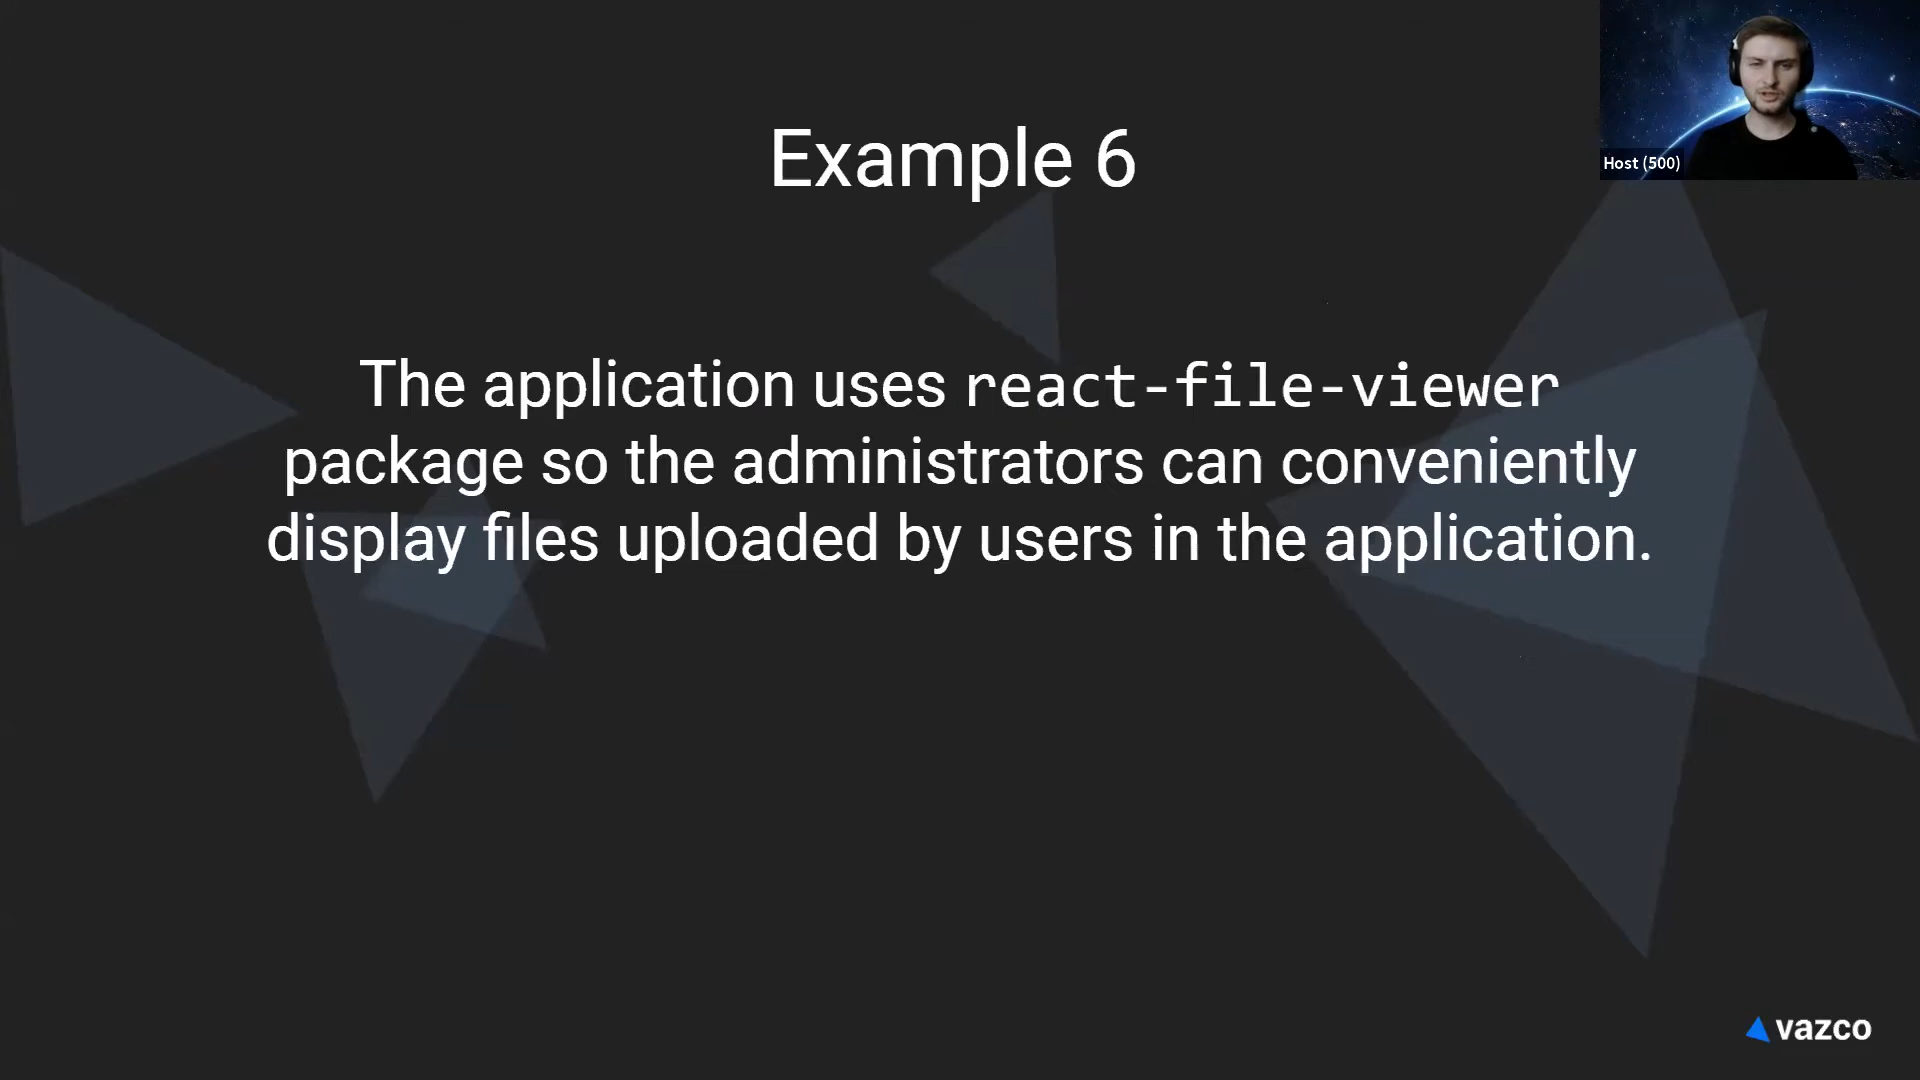 Host (500)
Example 6
The application uses react-file-viewer
package so the administrators can conveniently
display files uploaded by users in the application.
vazco